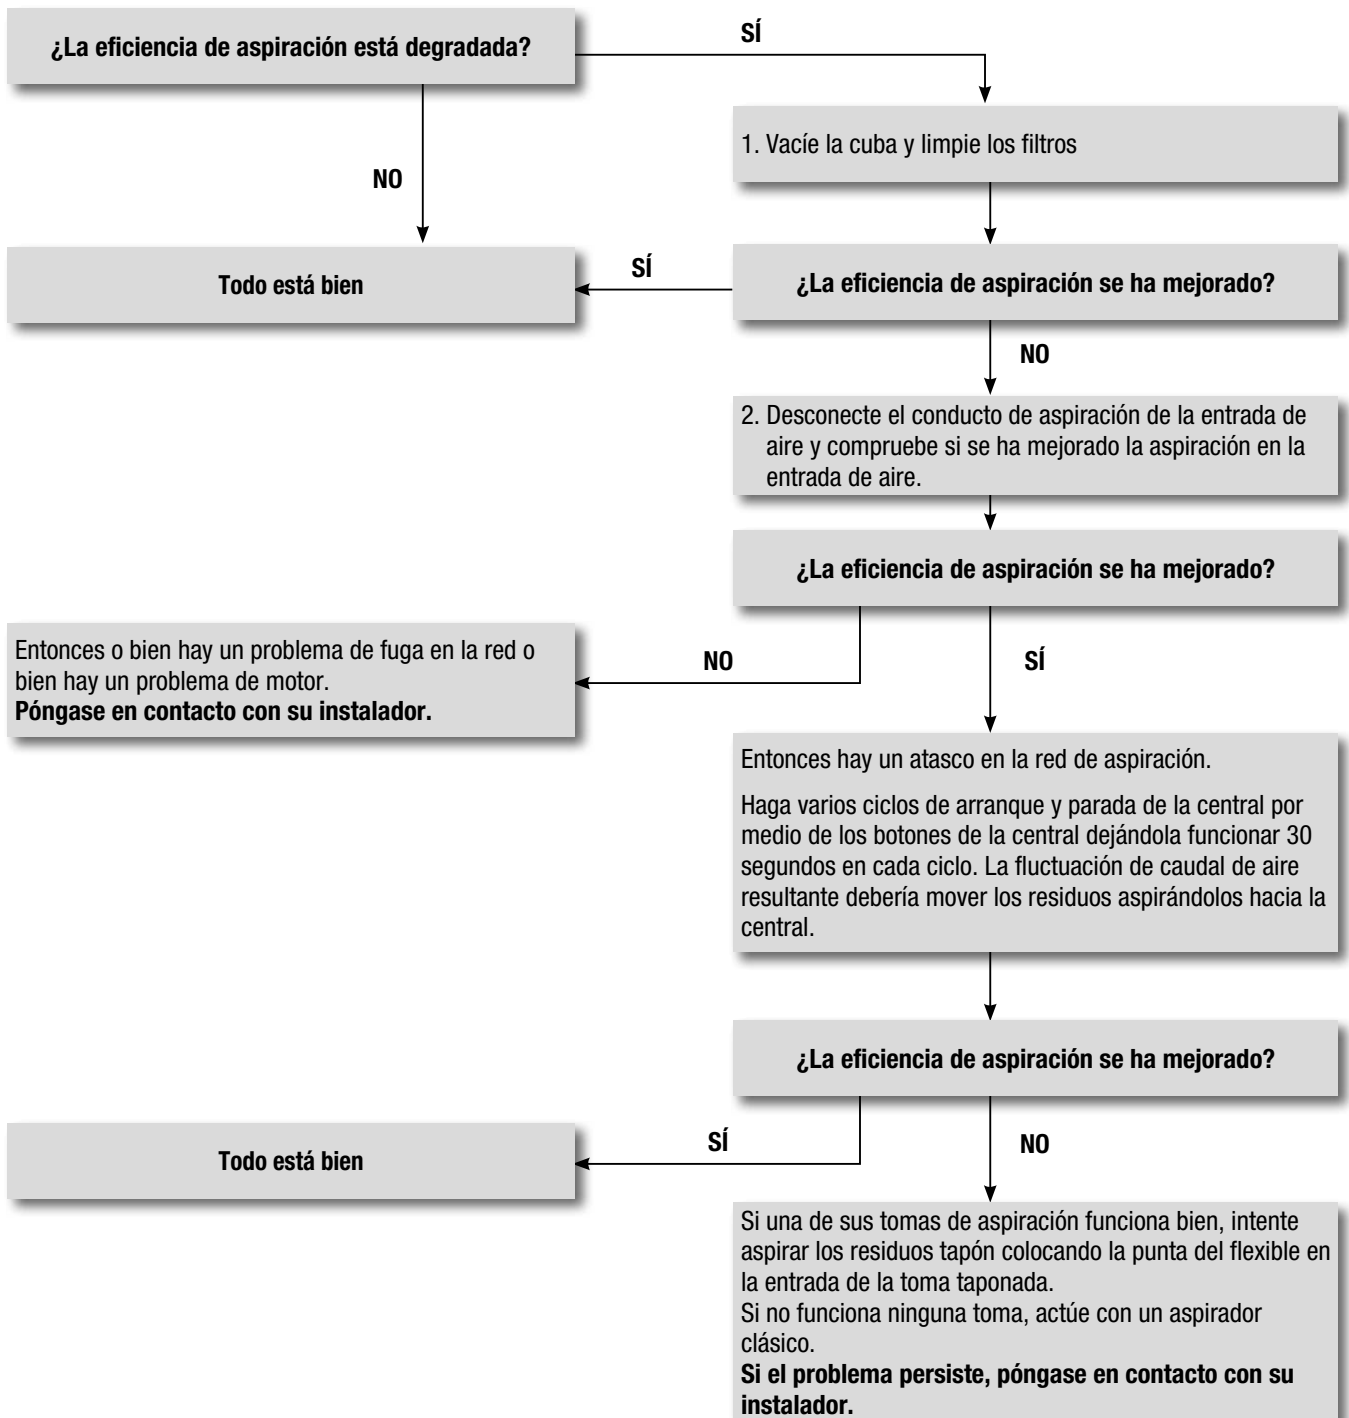 ¿La eficiencia de aspiración está degradada?
SÍ
1. Vacíe la cuba y limpie los filtros
NO
Todo está bien
SÍ
¿La eficiencia de aspiración se ha mejorado?
NO
2. Desconecte el conducto de aspiración de la entrada de
aire y compruebe si se ha mejorado la aspiración en la
entrada de aire.
¿La eficiencia de aspiración se ha mejorado?
Entonces o bien hay un problema de fuga en la red o
bien hay un problema de motor.
Póngase en contacto con su instalador.
NO
SÍ
Entonces hay un atasco en la red de aspiración.
Haga varios ciclos de arranque y parada de la central por
medio de los botones de la central dejándola funcionar 30
segundos en cada ciclo. La fluctuación de caudal de aire
resultante debería mover los residuos aspirándolos hacia la
central.
¿La eficiencia de aspiración se ha mejorado?
Todo está bien
SÍ
NO
Si una de sus tomas de aspiración funciona bien, intente
aspirar los residuos tapón colocando la punta del flexible en
la entrada de la toma taponada.
Si no funciona ninguna toma, actúe con un aspirador
clásico.
Si el problema persiste, póngase en contacto con su
instalador.